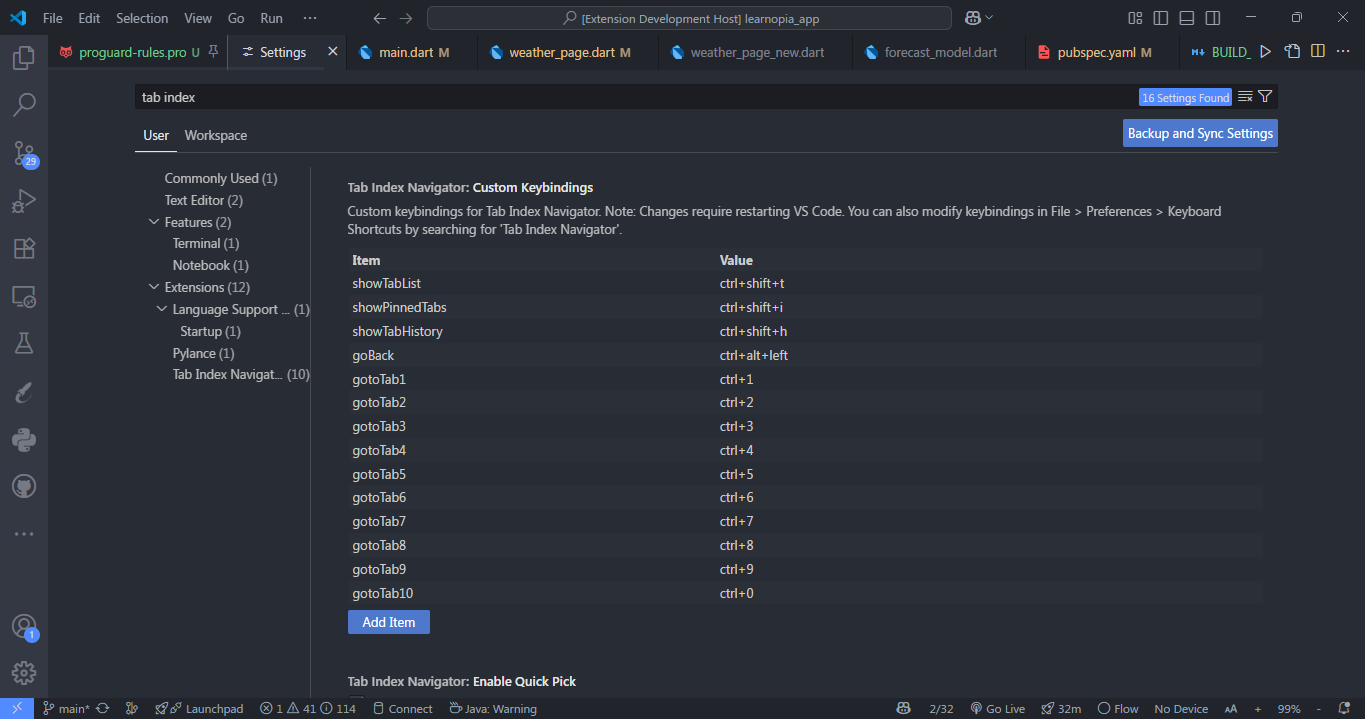 File Edit Selection View Go Run ··· [Extension Development Host] learnopia_app
proguard-rules.pro U Settings main.dart M weather_page.dart M weather_page_new.dart forecast_model.dart pubspec.yaml M BUILD_
tab index 16 Settings Found
User Workspace Backup and Sync Settings
Commonly Used (1)
Text Editor (2)
Features (2)
Terminal (1)
Notebook (1)
Extensions (12)
Language Support ... (1)
Startup (1)
Pylance (1)
Tab Index Navigat... (10)
Tab Index Navigator: Custom Keybindings
Custom keybindings for Tab Index Navigator. Note: Changes require restarting VS Code. You can also modify keybindings in File > Preferences > Keyboard
Shortcuts by searching for 'Tab Index Navigator'.
Item Value
showTabList ctrl+shift+t
showPinnedTabs ctrl+shift+i
showTabHistory ctrl+shift+h
goBack ctrl+alt+left
gotoTab1 ctrl+1
gotoTab2 ctrl+2
gotoTab3 ctrl+3
gotoTab4 ctrl+4
gotoTab5 ctrl+5
gotoTab6 ctrl+6
gotoTab7 ctrl+7
gotoTab8 ctrl+8
gotoTab9 ctrl+9
gotoTab10 ctrl+0
Add Item
Tab Index Navigator: Enable Quick Pick
29
1
main* Launchpad 1 41 114 Connect Java: Warning 2/32 Go Live 32m Flow No Device AA + 99% -